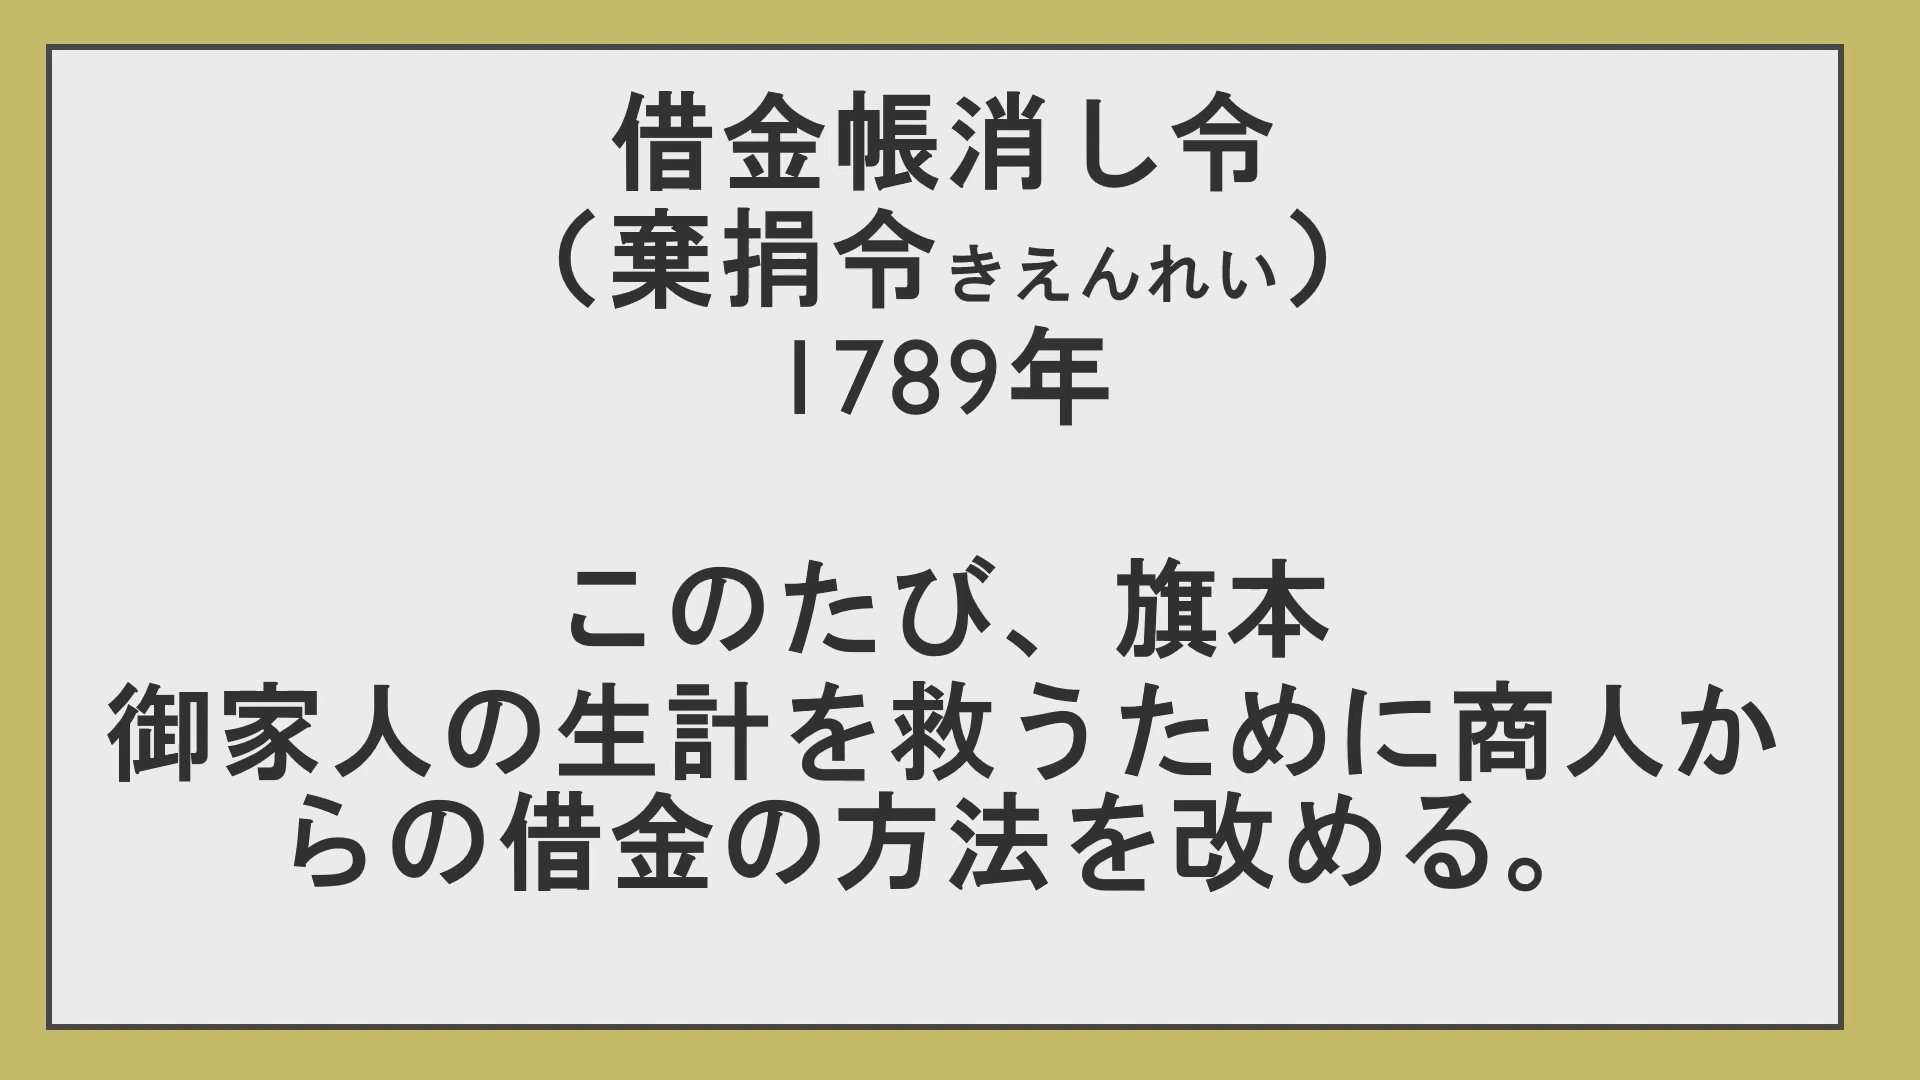 借金帳消し令
（棄捐令きえんれい）
1789年
このたび、旗本
御家人の生計を救うために商人か
らの借金の方法を改める。